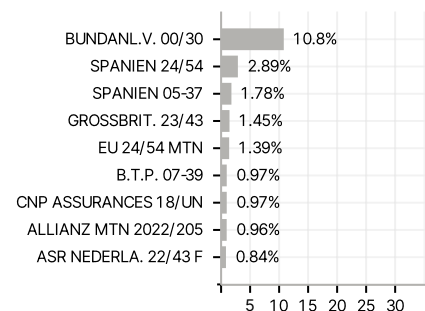 BUNDANL.V. 00/30 10.8%
SPANIEN 24/54 2.89%
SPANIEN 05-37 1.78%
GROSSBRIT. 23/43 1.45%
EU 24/54 MTN 1.39%
B.T.P. 07-39 0.97%
CNP ASSURANCES 18/UN 0.97%
ALLIANZ MTN 2022/205 0.96%
ASR NEDERLA. 22/43 F 0.84%
5 10 15 20 25 30